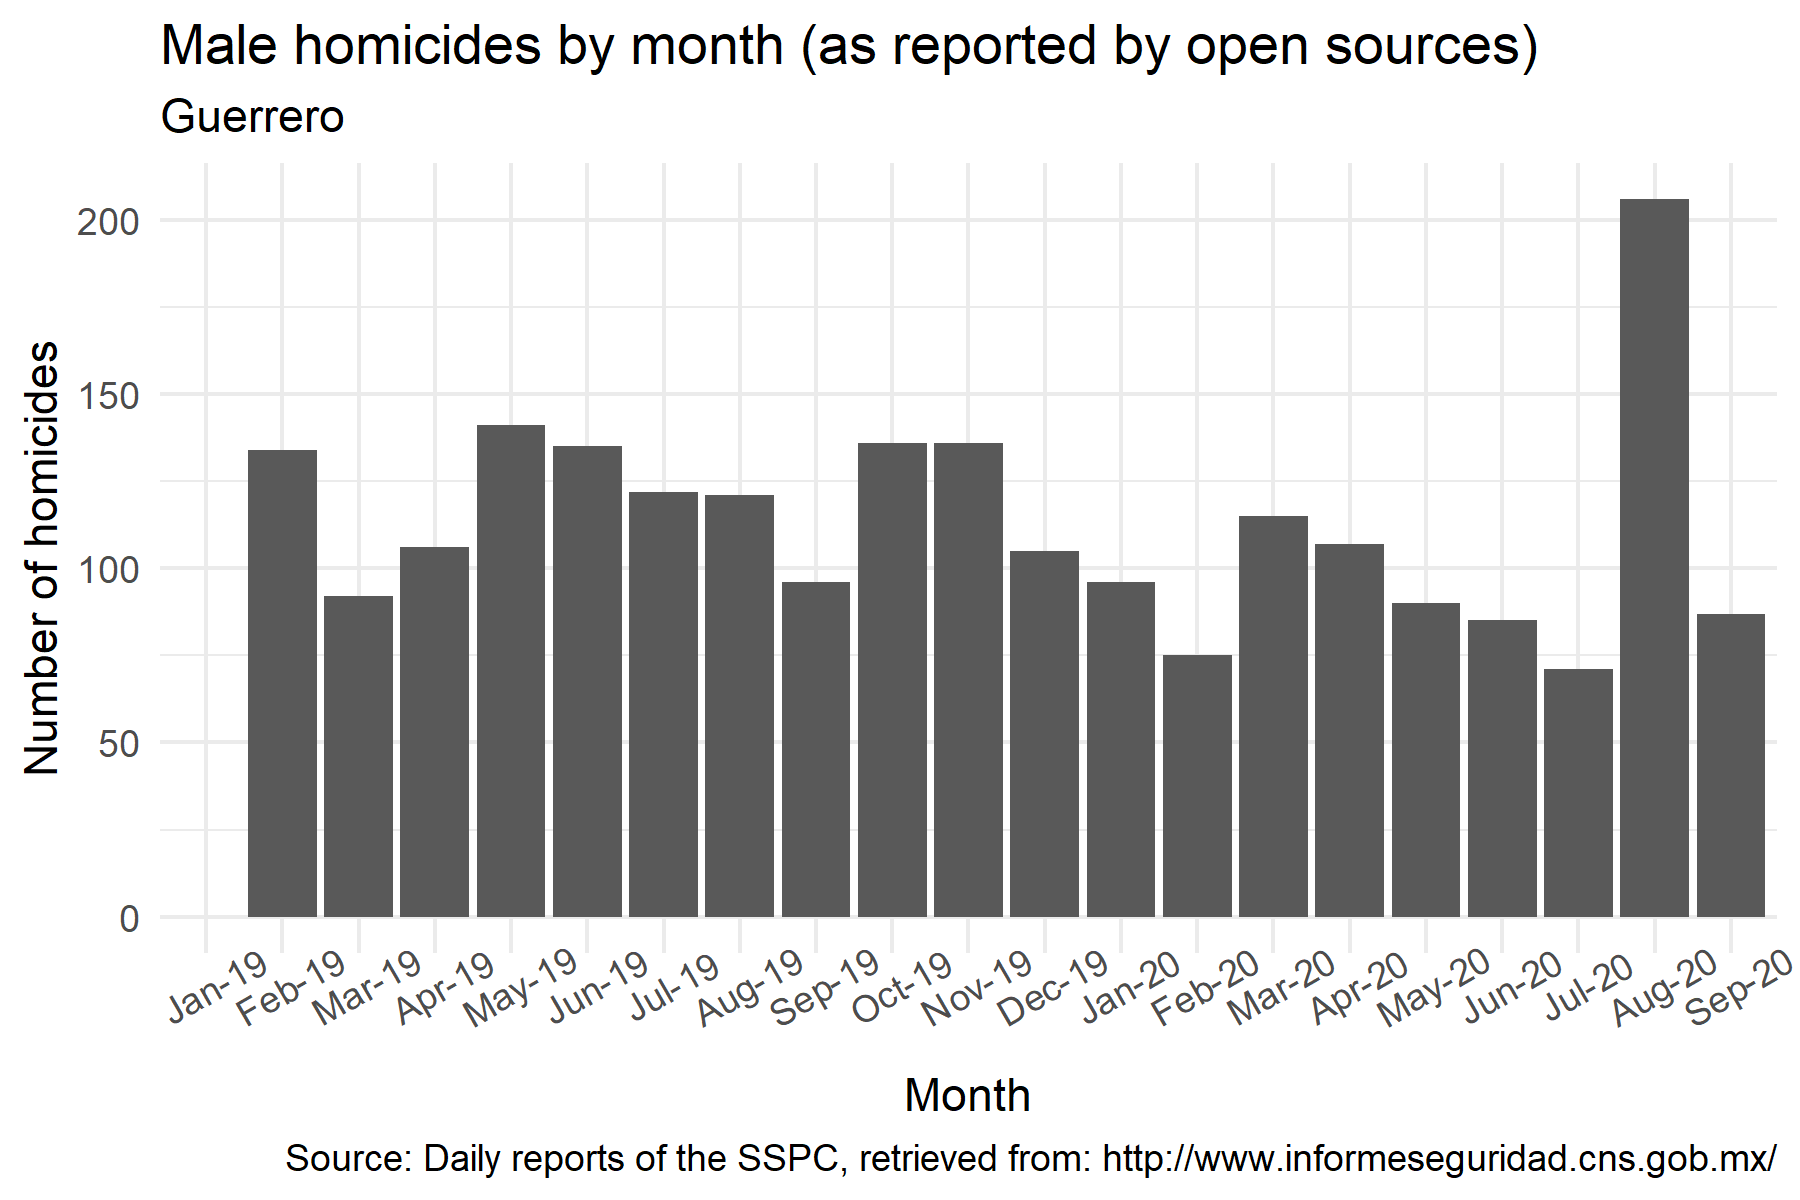 Male homicides by month (as reported by open sources)
Guerrero
Number of homicides
200
150
100
50
0
Jan-19
Feb-19
Mar-19
Apr-19
May-19
Jun-19
Jul-19
Aug-19
Sep-19
Oct-19
Nov-19
Dec-19
Jan-20
Feb-20
Mar-20
Apr-20
May-20
Jun-20
Jul-20
Aug-20
Sep-20
Month
Source: Daily reports of the SSPC, retrieved from: http://www.informeseguridad.cns.gob.mx/